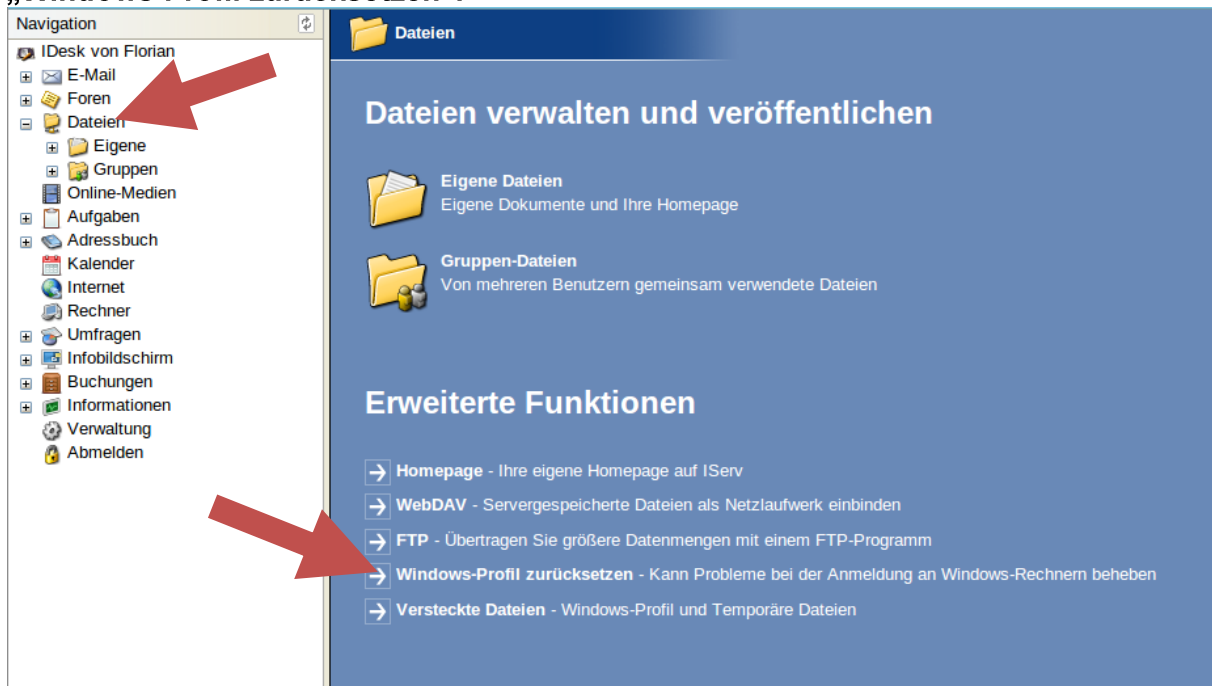 „Windows-Profil zurücksetzen“.
Navigation
IDesk von Florian
E-Mail
Foren
Dateien
Eigene
Gruppen
Online-Medien
Aufgaben
Adressbuch
Kalender
Internet
Rechner
Umfragen
Infobildschirm
Buchungen
Informationen
Verwaltung
Abmelden
Dateien
Dateien verwalten und veröffentlichen
Eigene Dateien
Eigene Dokumente und Ihre Homepage
Gruppen-Dateien
Von mehreren Benutzern gemeinsam verwendete Dateien
Erweiterte Funktionen
Homepage - Ihre eigene Homepage auf IServ
WebDAV - Servergespeicherte Dateien als Netzlaufwerk einbinden
FTP - Übertragen Sie größere Datenmengen mit einem FTP-Programm
Windows-Profil zurücksetzen - Kann Probleme bei der Anmeldung an Windows-Rechnern beheben
Versteckte Dateien - Windows-Profil und Temporäre Dateien